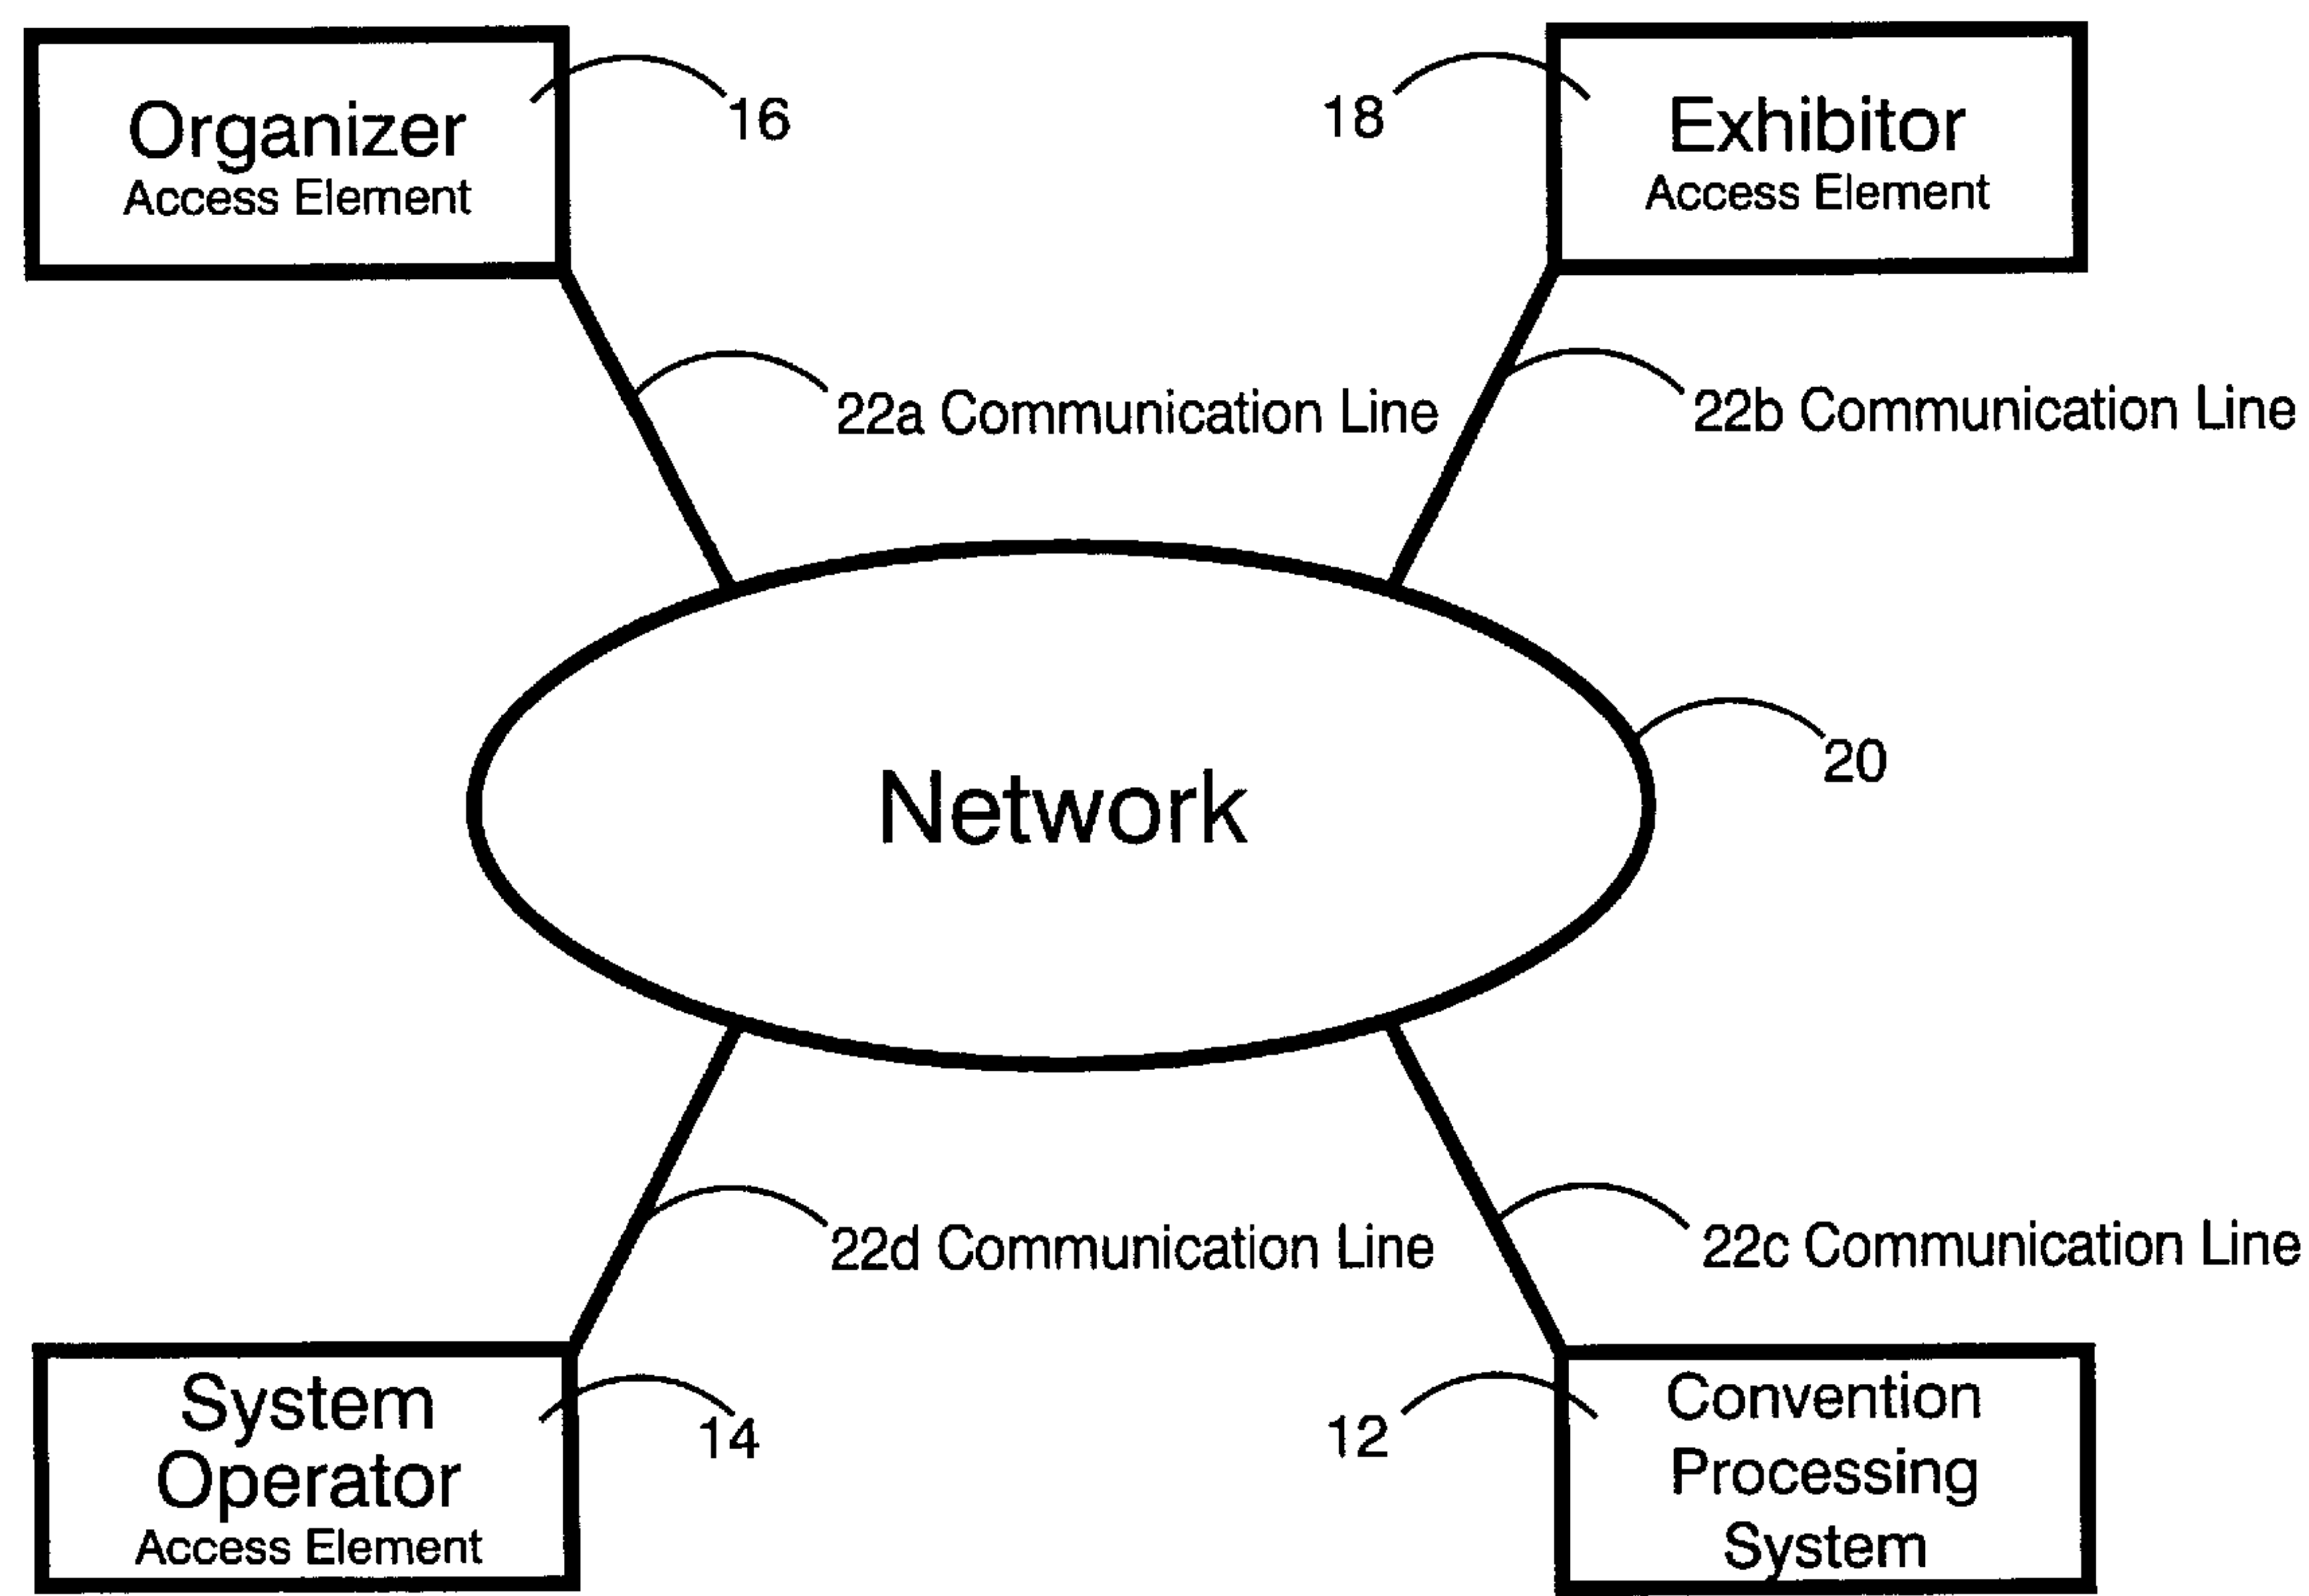 Organizer
Access Element
16
18
Exhibitor
Access Element
22a Communication Line
22b Communication Line
Network
20
22d Communication Line
22c Communication Line
System
Operator
Access Element
14
12
Convention
Processing
System